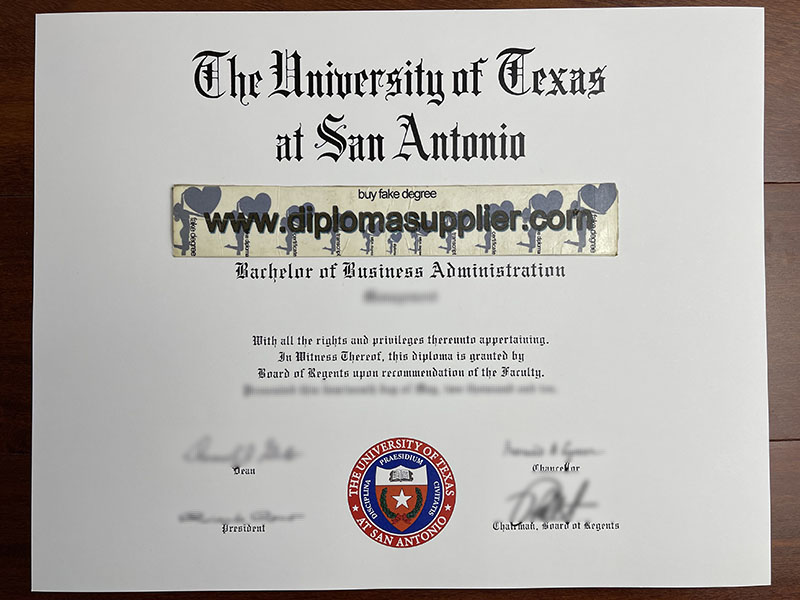 The University of Texas
at San Antonio
buy fake degree
www.diplomasupplier.com
Bachelor of Business Administration
With all the rights and privileges thereunto appertaining.
In Witness Thereof, this diploma is granted by
Board of Regents upon recommendation of the Faculty.
Dean
Chancellor
President
Chairman, Board of Regents
THE UNIVERSITY OF TEXAS
AT SAN ANTONIO
PRAESIDIUM
DISCIPLINA
CIVITATIS